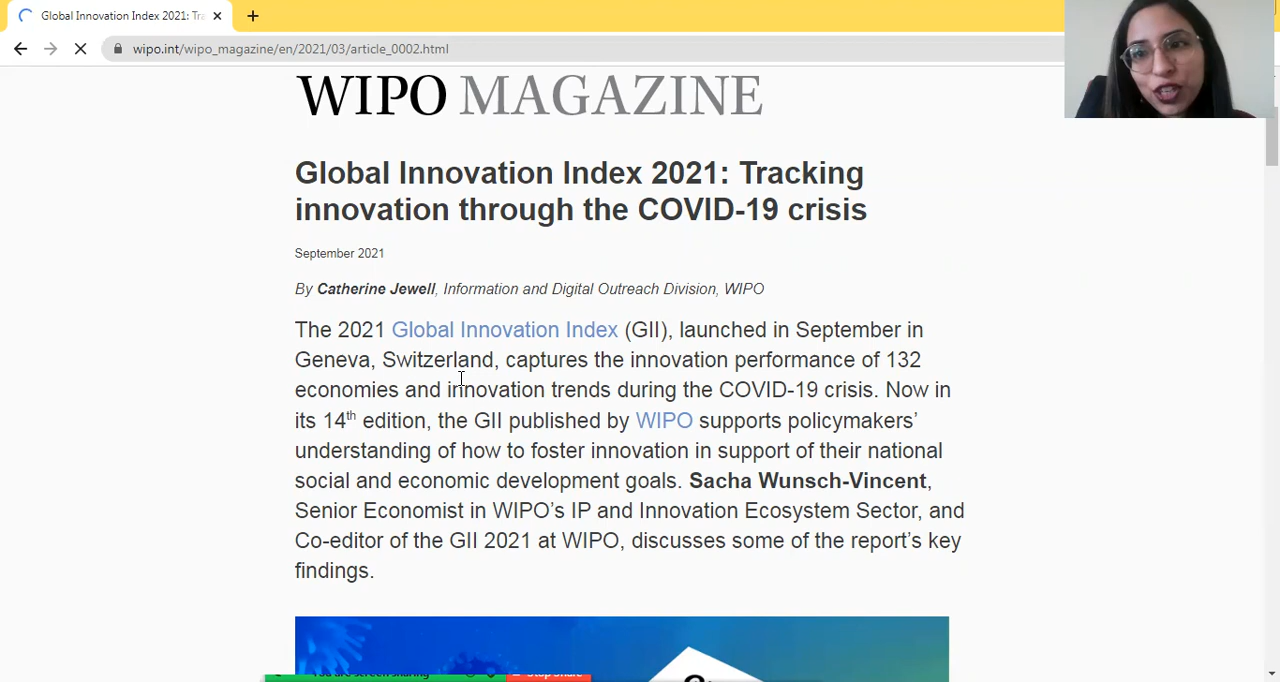 Global Innovation Index 2021: Tra
wipo.int/wipo_magazine/en/2021/03/article_0002.html
WIPO MAGAZINE
Global Innovation Index 2021: Tracking
innovation through the COVID-19 crisis
September 2021
By Catherine Jewell, Information and Digital Outreach Division, WIPO
The 2021 Global Innovation Index (GII), launched in September in
Geneva, Switzerland, captures the innovation performance of 132
economies and innovation trends during the COVID-19 crisis. Now in
its 14th edition, the GII published by WIPO supports policymakers’
understanding of how to foster innovation in support of their national
social and economic development goals. Sacha Wunsch-Vincent,
Senior Economist in WIPO’s IP and Innovation Ecosystem Sector, and
Co-editor of the GII 2021 at WIPO, discusses some of the report’s key
findings.
You are screen sharing
Stop Share